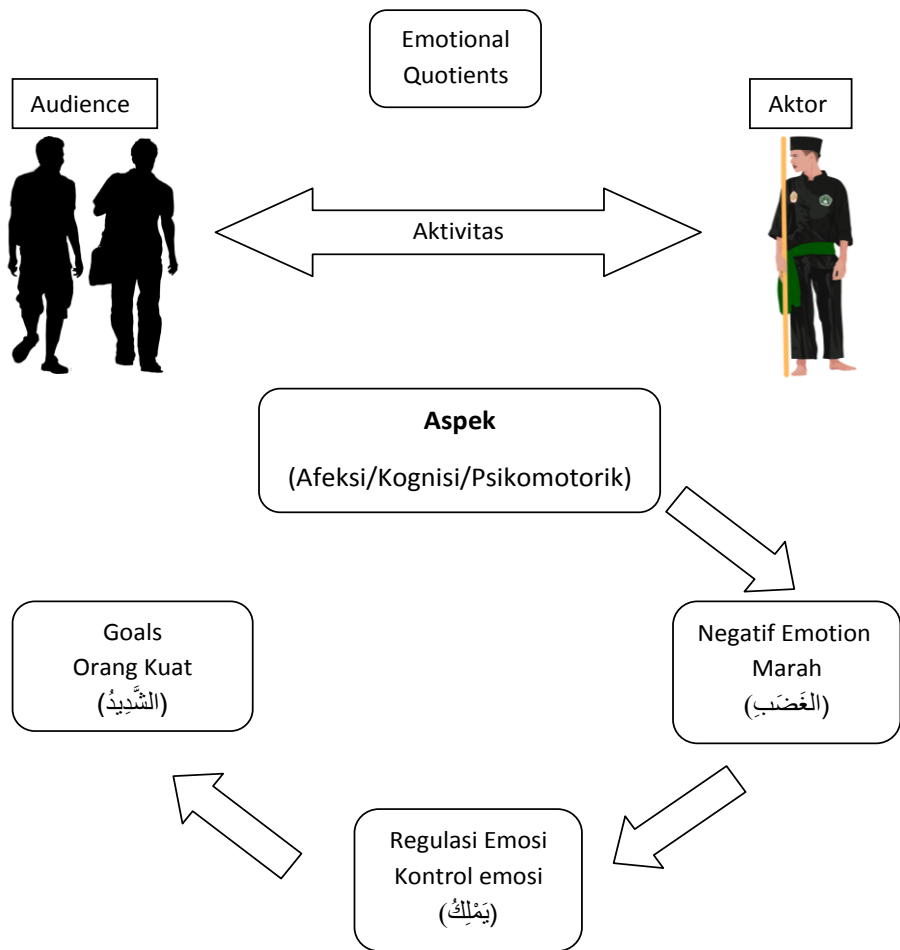 Emotional
Quotients
Audience
Aktor
Aktivitas
Aspek
(Afeksi/Kognisi/Psikomotorik)
Negatif Emotion
Marah
(الغَضَبِ)
Regulasi Emosi
Kontrol emosi
(يَمْلِكُ)
Goals
Orang Kuat
(الشَّدِيدُ)